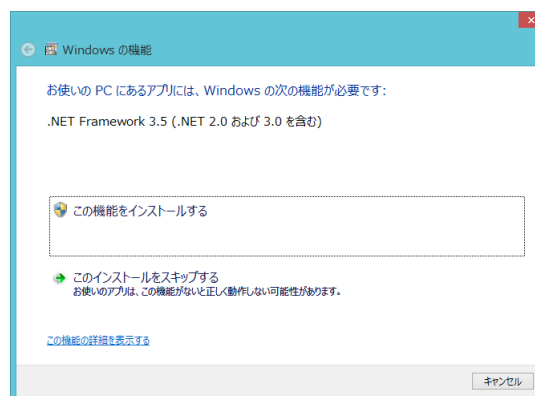 Windows の機能
お使いの PC にあるアプリには、Windows の次の機能が必要です:
.NET Framework 3.5 (.NET 2.0 および 3.0 を含む)
この機能をインストールする
このインストールをスキップする
お使いのアプリは、この機能がないと正しく動作しない可能性があります。
この機能の詳細を表示する
キャンセル